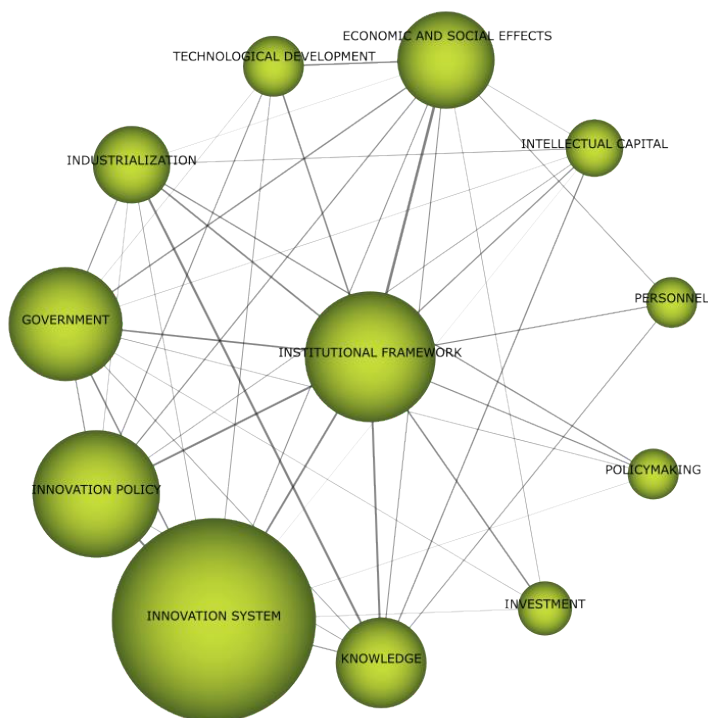 ECONOMIC AND SOCIAL EFFECTS
TECHNOLOGICAL DEVELOPMENT
INTELLECTUAL CAPITAL
INDUSTRIALIZATION
PERSONNEL
GOVERNMENT
INSTITUTIONAL FRAMEWORK
POLICYMAKING
INNOVATION POLICY
INVESTMENT
INNOVATION SYSTEM
KNOWLEDGE